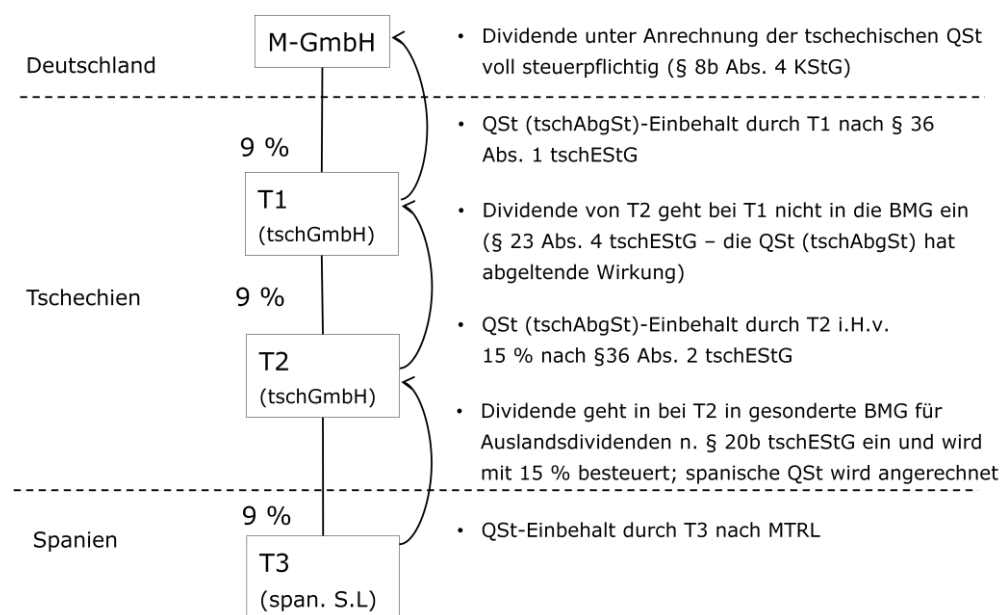 M-GmbH
Deutschland
• Dividende unter Anrechnung der tschechischen QSt
voll steuerpflichtig (§ 8b Abs. 4 KStG)
9 %
• QSt (tschAbgSt)-Einbehalt durch T1 nach § 36
Abs. 1 tschEStG
T1
(tschGmbH)
• Dividende von T2 geht bei T1 nicht in die BMG ein
(§ 23 Abs. 4 tschEStG – die QSt (tschAbgSt) hat
abgeltende Wirkung)
Tschechien
9 %
• QSt (tschAbgSt)-Einbehalt durch T2 i.H.v.
15 % nach §36 Abs. 2 tschEStG
T2
(tschGmbH)
• Dividende geht in bei T2 in gesonderte BMG für
Auslandsdividenden n. § 20b tschEStG ein und wird
mit 15 % besteuert; spanische QSt wird angerechnet
9 %
Spanien
• QSt-Einbehalt durch T3 nach MTRL
T3
(span. S.L)